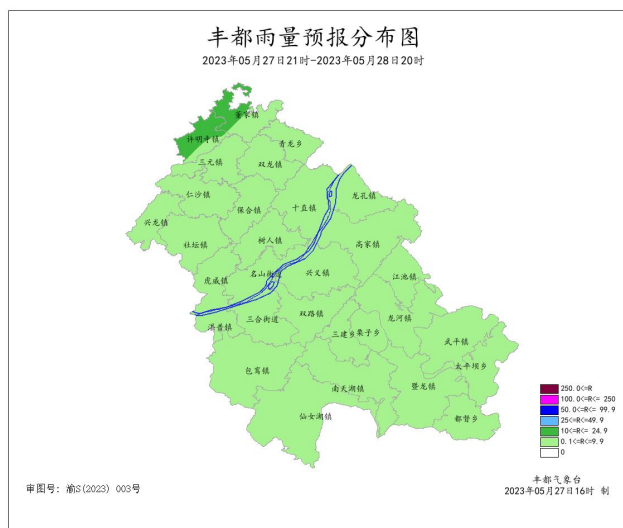 丰都雨量预报分布图
2023年05月27日21时-2023年05月28日20时
董家镇
许明寺镇
青龙乡
三元镇
双龙镇
仁沙镇
龙孔镇
保合镇
十直镇
兴龙镇
社坛镇
树人镇
高家镇
虎威镇
名山街道
兴义镇
江池镇
湛普镇
三合街道
双路镇
龙河镇
三建乡
栗子乡
武平镇
太平坝乡
包鸾镇
南天湖镇
暨龙镇
仙女湖镇
都督乡
250.0<=R
100.0<=R<= 250
50.0<=R<= 99.9
25<=R<=49.9
10<=R<= 24.9
0.1<=R<=9.9
0
丰都气象台
审图号：渝S(2023) 003号
2023年05月27日16时 制